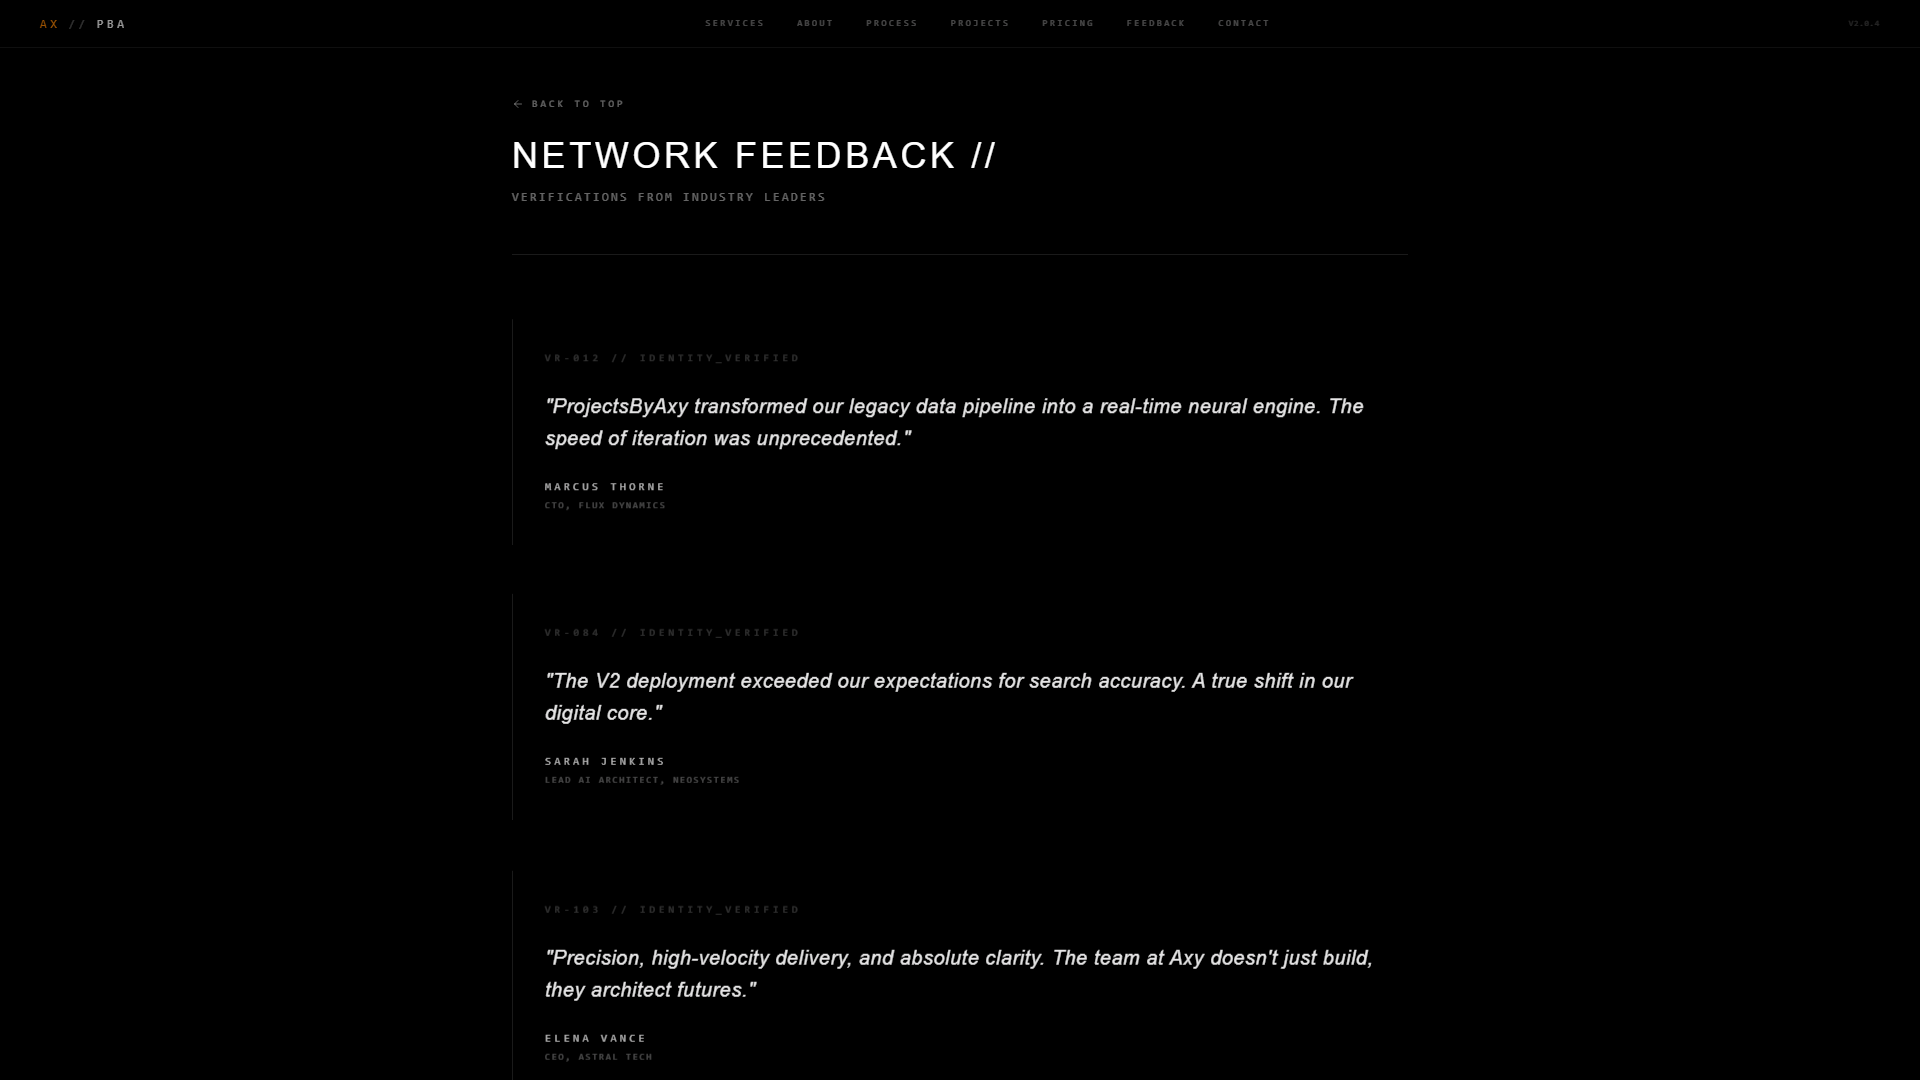 AX // PBA
SERVICES ABOUT PROCESS PROJECTS PRICING FEEDBACK CONTACT
V2.0.4
← BACK TO TOP
NETWORK FEEDBACK //
VERIFICATIONS FROM INDUSTRY LEADERS
VR-012 // IDENTITY_VERIFIED
"ProjectsByAxy transformed our legacy data pipeline into a real-time neural engine. The
speed of iteration was unprecedented."
MARCUS THORNE
CTO, FLUX DYNAMICS
VR-084 // IDENTITY_VERIFIED
"The V2 deployment exceeded our expectations for search accuracy. A true shift in our
digital core."
SARAH JENKINS
LEAD AI ARCHITECT, NEOSYSTEMS
VR-103 // IDENTITY_VERIFIED
"Precision, high-velocity delivery, and absolute clarity. The team at Axy doesn't just build,
they architect futures."
ELENA VANCE
CEO, ASTRAL TECH